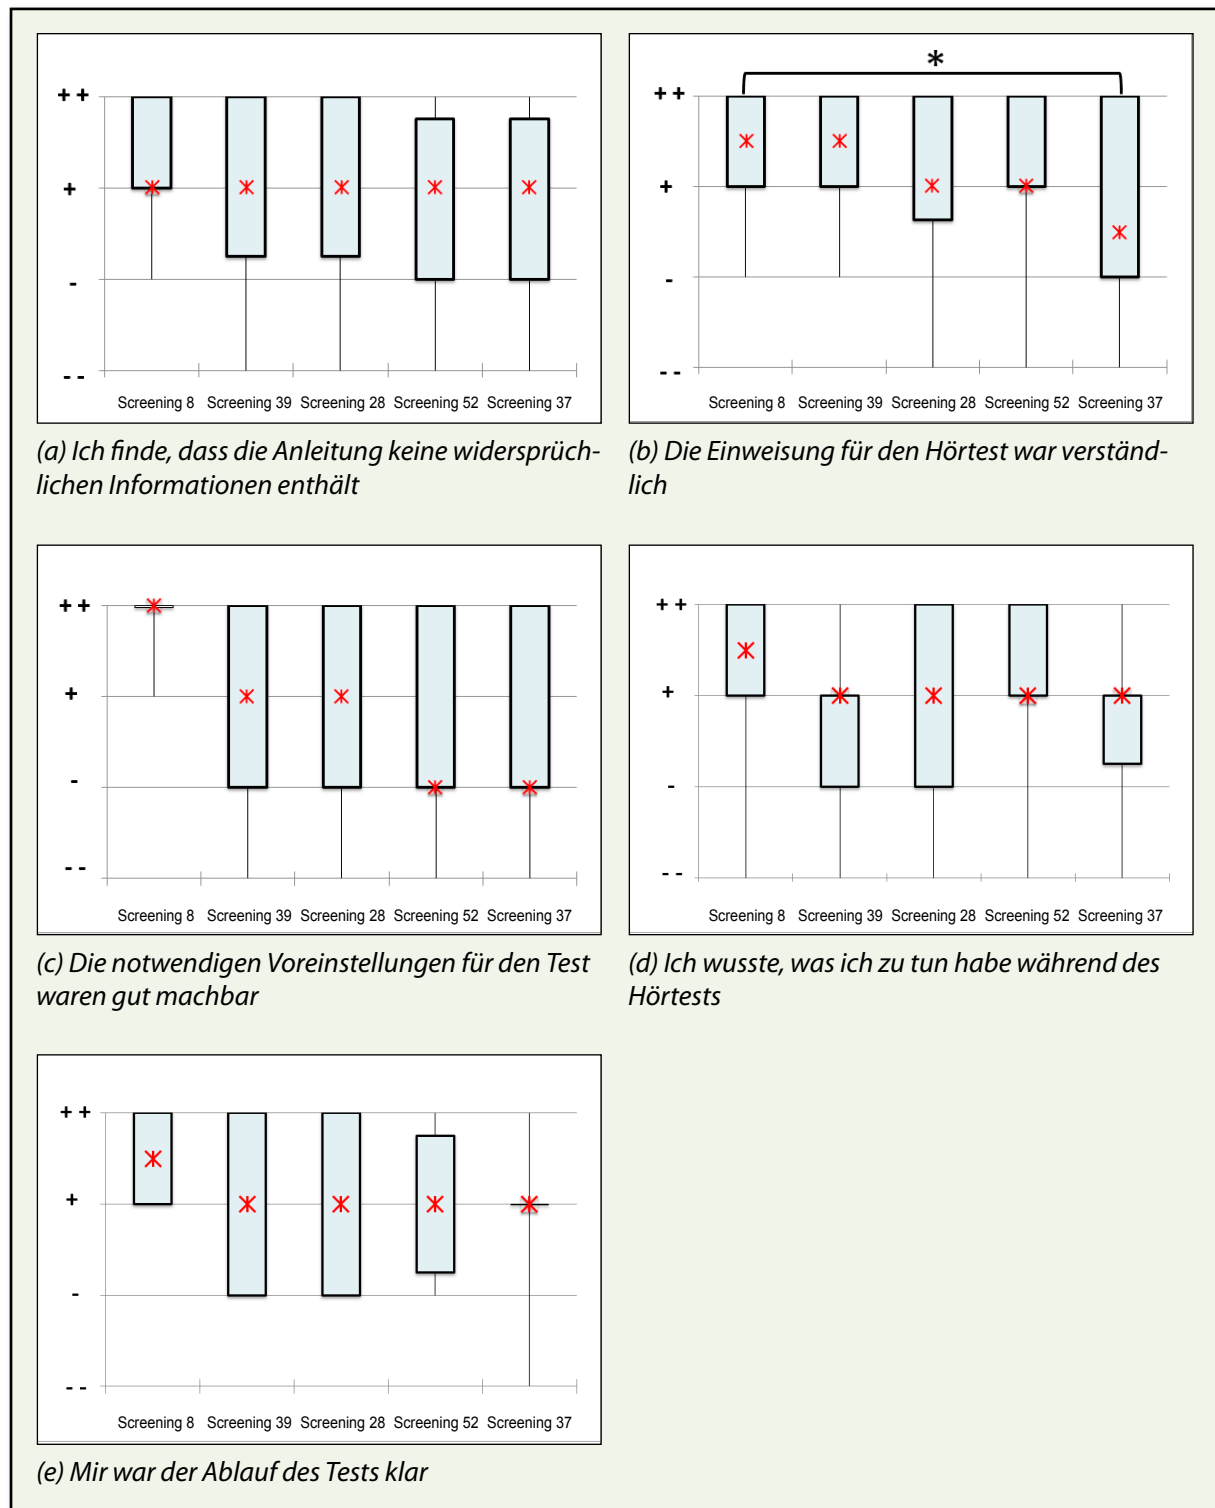 + +
+
-
- -
Screening 8 Screening 39 Screening 28 Screening 52 Screening 37
(a) Ich finde, dass die Anleitung keine widersprüch-
lichen Informationen enthält
*
+ +
+
-
- -
Screening 8 Screening 39 Screening 28 Screening 52 Screening 37
(b) Die Einweisung für den Hörtest war verständ-
lich
+ +
+
-
- -
Screening 8 Screening 39 Screening 28 Screening 52 Screening 37
(c) Die notwendigen Voreinstellungen für den Test
waren gut machbar
+ +
+
-
- -
Screening 8 Screening 39 Screening 28 Screening 52 Screening 37
(d) Ich wusste, was ich zu tun habe während des
Hörtests
+ +
+
-
- -
Screening 8 Screening 39 Screening 28 Screening 52 Screening 37
(e) Mir war der Ablauf des Tests klar